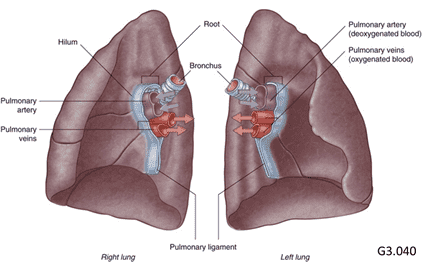 Root
Pulmonary artery
(deoxygenated blood)
Hilum
Pulmonary veins
(oxygenated blood)
Bronchus
Pulmonary
artery
Pulmonary
veins
Pulmonary ligament
Right lung
Left lung
G3.040